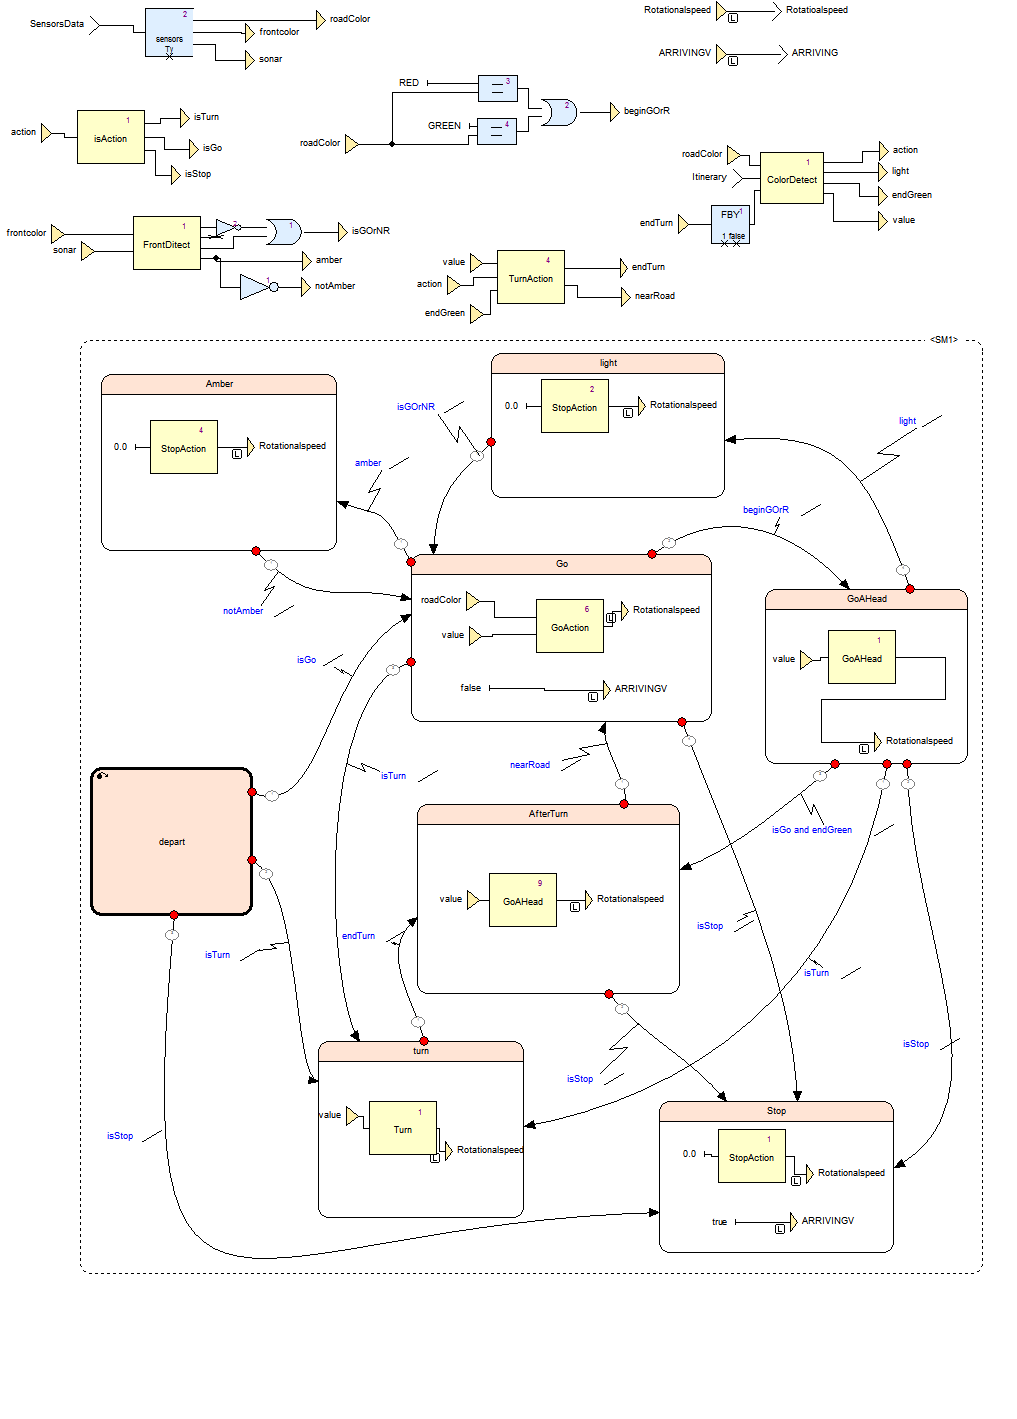 SensorsData
2
sensors
Ty
roadColor
frontcolor
sonar
Rotationalspeed
L
Rotatioalspeed
ARRIVINGV
L
ARRIVING
action
1
isAction
isTurn
isGo
isStop
RED
3
=
GREEN
4
=
2
roadColor
beginGOrR
roadColor
Itinerary
endTurn
FBY
1
1 false
1
ColorDetect
action
light
endGreen
value
frontcolor
sonar
1
FrontDitect
2
1
isGOrNR
amber
1
notAmber
value
action
endGreen
4
TurnAction
endTurn
nearRoad
<SM1>
Amber
0.0
4
StopAction
L
Rotationalspeed
light
0.0
2
StopAction
L
Rotationalspeed
isGOrNR
light
amber
beginGOrR
notAmber
Go
roadColor
value
6
GoAction
L
Rotationalspeed
false
L
ARRIVINGV
GoAHead
value
1
GoAHead
L
Rotationalspeed
isGo
isTurn
nearRoad
isGo and endGreen
depart
AfterTurn
value
9
GoAHead
L
Rotationalspeed
isStop
endTurn
isTurn
isTurn
isStop
isStop
isStop
turn
value
1
Turn
L
Rotationalspeed
Stop
0.0
1
StopAction
L
Rotationalspeed
true
L
ARRIVINGV